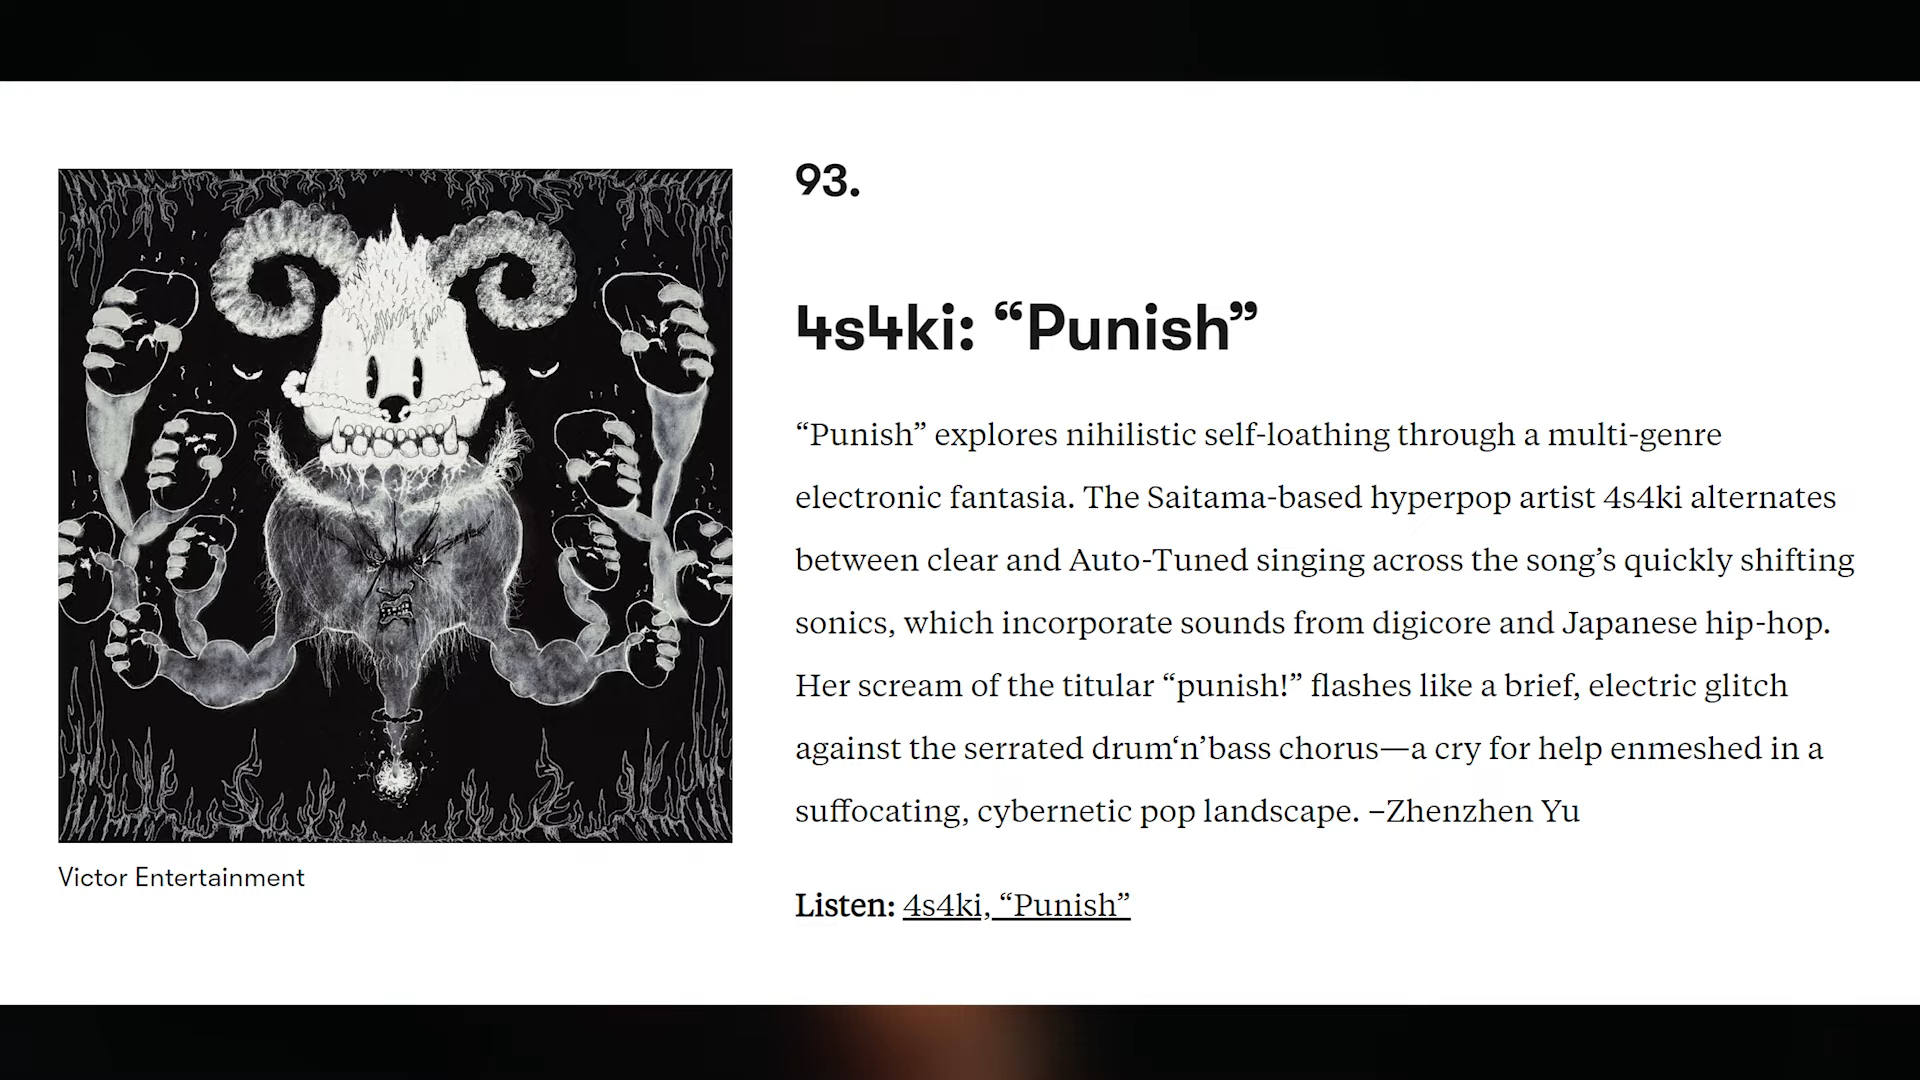 93.
4s4ki: “Punish”
“Punish” explores nihilistic self-loathing through a multi-genre
electronic fantasia. The Saitama-based hyperpop artist 4s4ki alternates
between clear and Auto-Tuned singing across the song’s quickly shifting
sonics, which incorporate sounds from digicore and Japanese hip-hop.
Her scream of the titular “punish!” flashes like a brief, electric glitch
against the serrated drum‘n’bass chorus—a cry for help enmeshed in a
suffocating, cybernetic pop landscape. –Zhenzhen Yu
Listen: 4s4ki, “Punish”
Victor Entertainment